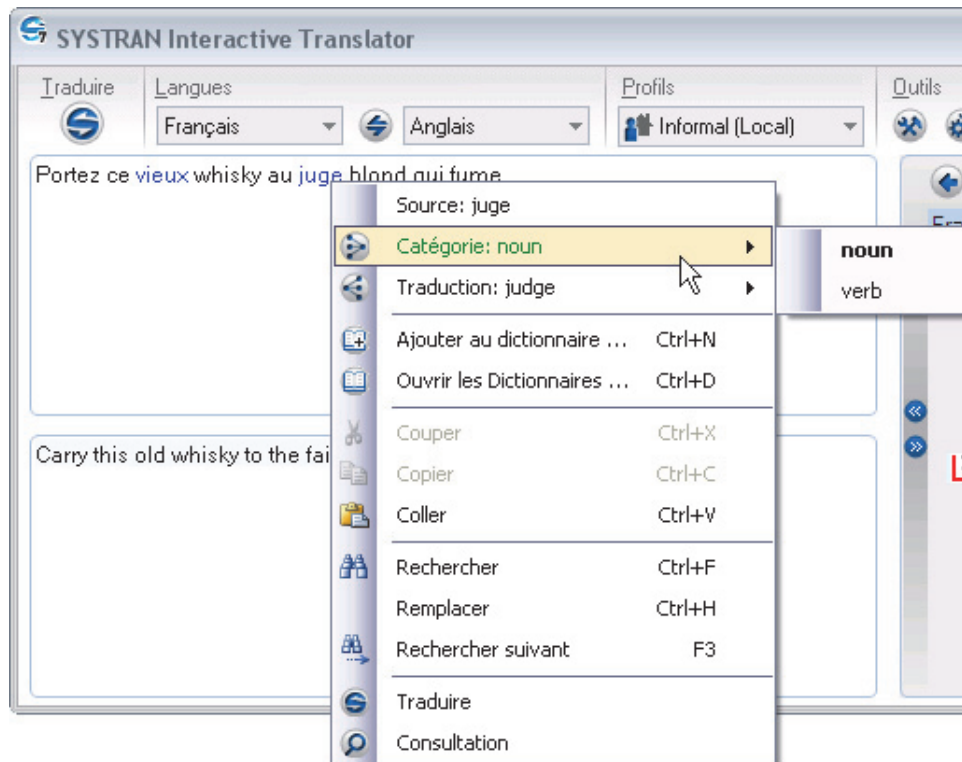 SYSTRAN Interactive Translator
Traduire Langues Profils Outils
Français Anglais Informal (Local)
Portez ce vieux whisky au juge blond qui fume
Source: juge
Catégorie: noun
noun
verb
Traduction: judge
Ajouter au dictionnaire ... Ctrl+N
Ouvrir les Dictionnaires ... Ctrl+D
Couper Ctrl+X
Carry this old whisky to the fai
Copier Ctrl+C
Coller Ctrl+V
Rechercher Ctrl+F
Remplacer Ctrl+H
Rechercher suivant F3
Traduire
Consultation